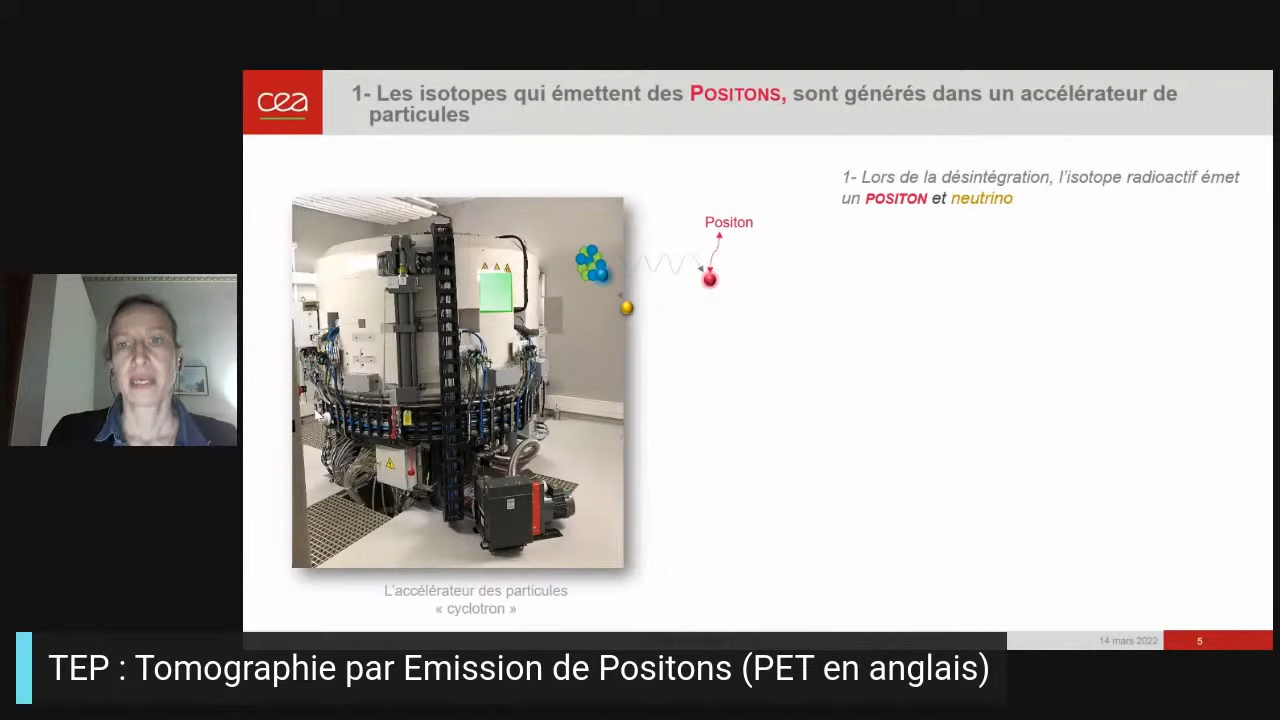 cea
1- Les isotopes qui émettent des POSITONS, sont générés dans un accélérateur de
particules
1- Lors de la désintégration, l'isotope radioactif émet
un POSITON et neutrino
Positon
L'accélérateur des particules
« cyclotron »
14 mars 2022
5
TEP : Tomographie par Emission de Positons (PET en anglais)